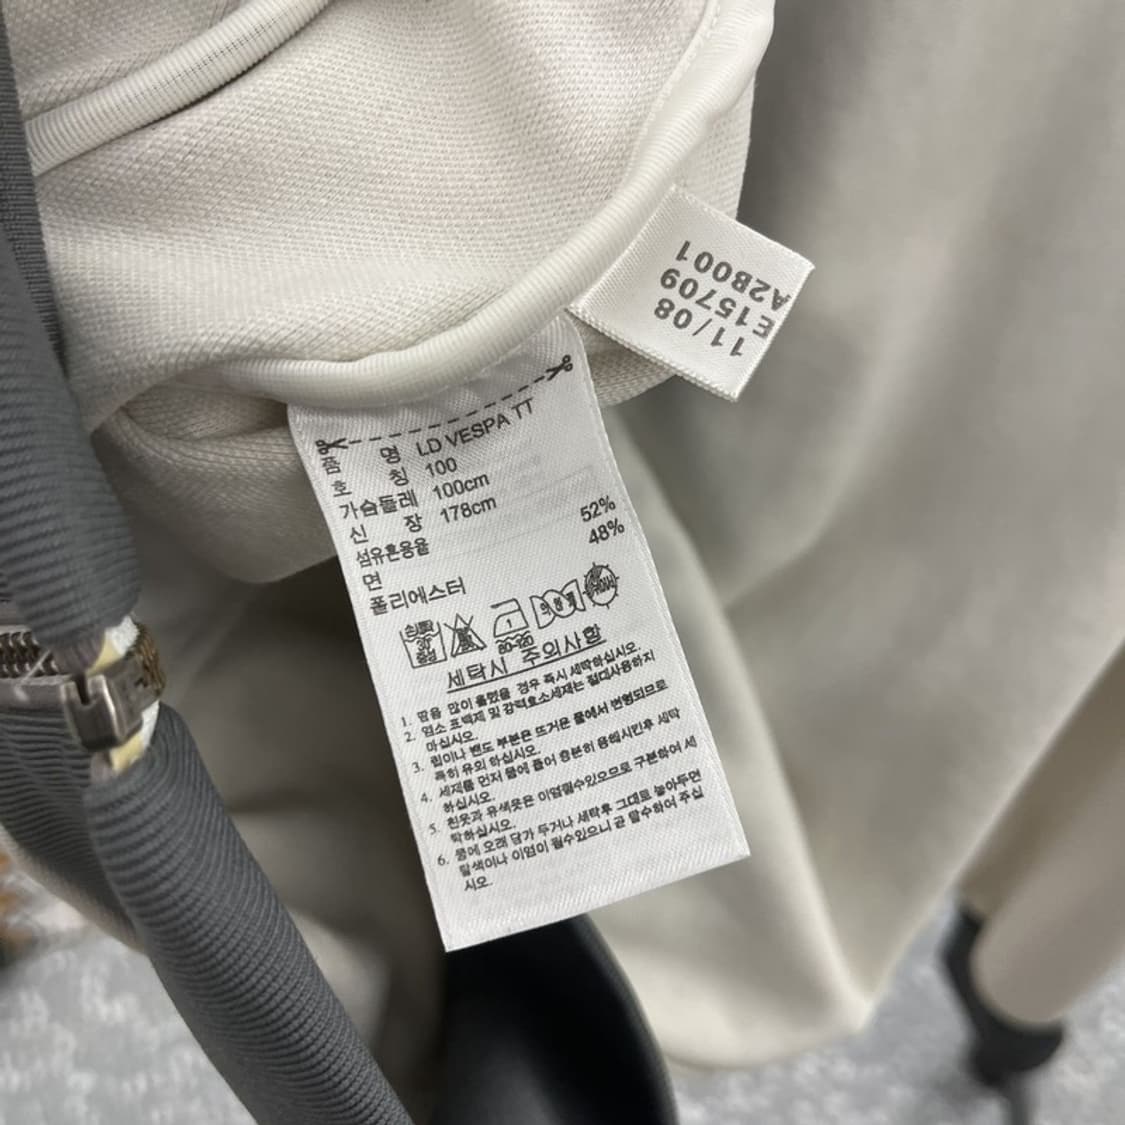 11/08
E15709
A2B001
품 명 LD VESPA TT
호 칭 100
가슴둘레 100cm
신 장 178cm
섬유혼용율
면 52%
폴리에스터 48%
세탁시 주의사항
1. 땀을 많이 흘렸을 경우 즉시 세탁하십시오.
2. 염소 표백제 및 강력효소세제는 절대사용하지
마십시오.
3. 립이나 밴드 부분은 뜨거운 물에서 변형되므로
특히 유의 하십시오.
4. 세제를 먼저 물에 풀어 충분히 용해시킨후 세탁
하십시오.
5. 흰옷과 유색옷은 이염될수있으므로 구분하여 세
탁하십시오.
6. 물에 오래 담가 두거나 세탁후 그대로 놓아두면
탈색이나 이염이 될수있으니 곧 탈수하여 주십
시오.